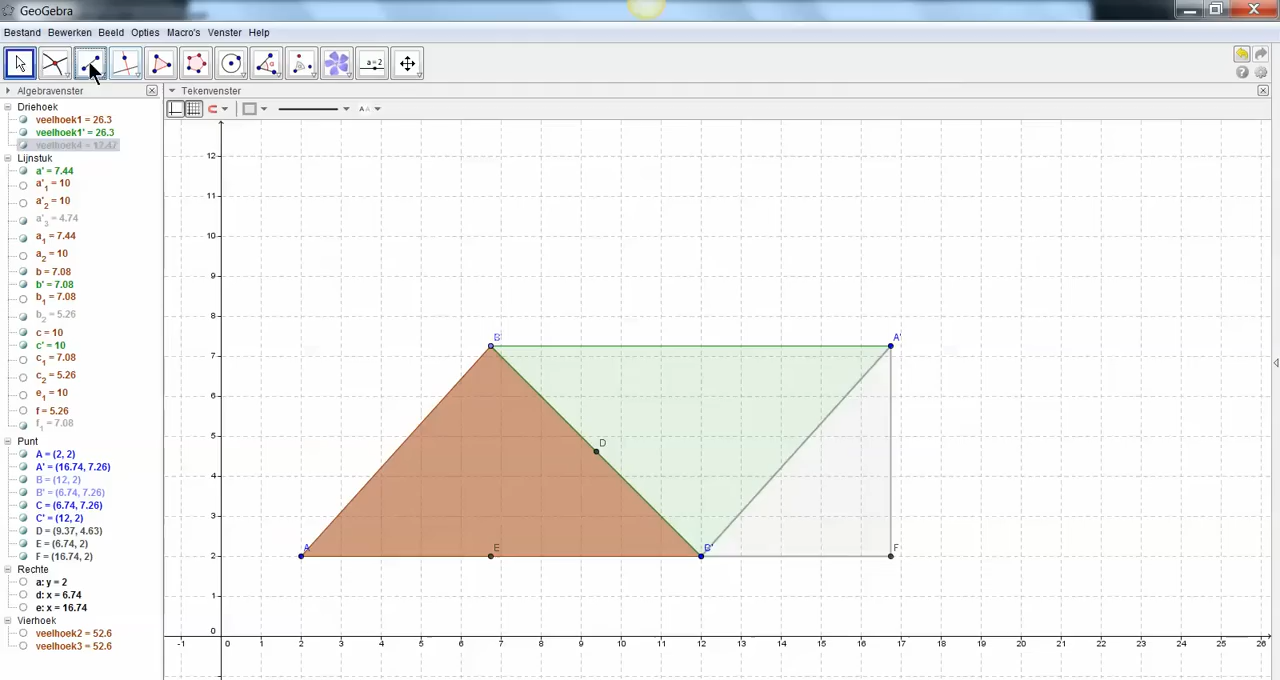 GeoGebra
Bestand Bewerken Beeld Opties Macro's Venster Help
a = 2
Algebravenster
Tekenvenster
Driehoek
veelhoek1 = 26.3
veelhoek1' = 26.3
veelhoek4 = 12.47
Lijnstuk
a' = 7.44
a'1 = 10
a'2 = 10
a'3 = 4.74
a1 = 7.44
a2 = 10
b = 7.08
b' = 7.08
b1 = 7.08
b2 = 5.26
c = 10
c' = 10
c1 = 7.08
c2 = 5.26
e1 = 10
f = 5.26
f1 = 7.08
Punt
A = (2, 2)
A' = (16.74, 7.26)
B = (12, 2)
B' = (6.74, 7.26)
C = (6.74, 7.26)
C' = (12, 2)
D = (9.37, 4.63)
E = (6.74, 2)
F = (16.74, 2)
Rechte
a: y = 2
d: x = 6.74
e: x = 16.74
Vierhoek
veelhoek2 = 52.6
veelhoek3 = 52.6
A A
12
11
10
9
8
7
6
5
4
3
2
1
0
B'
A'
D
A
E
B'
F
-1 0 1 2 3 4 5 6 7 8 9 10 11 12 13 14 15 16 17 18 19 20 21 22 23 24 25 26